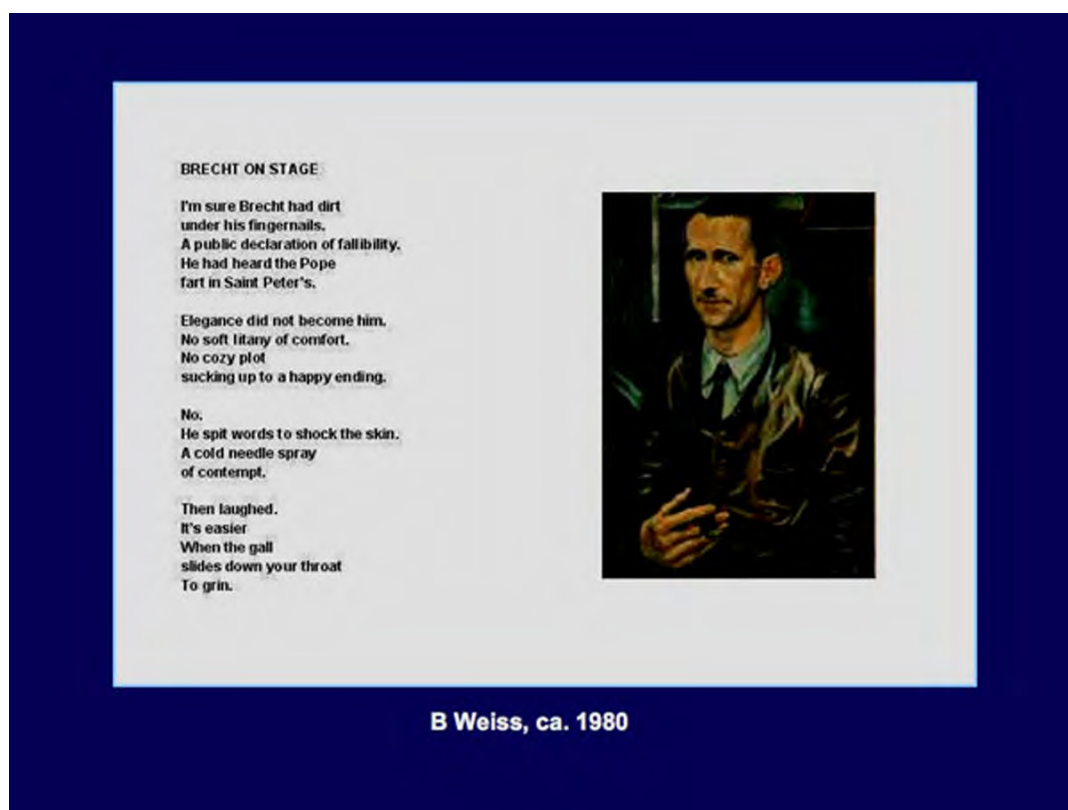 BRECHT ON STAGE
I'm sure Brecht had dirt
under his fingernails.
A public declaration of fallibility.
He had heard the Pope
fart in Saint Peter's.
Elegance did not become him.
No soft litany of comfort.
No cozy plot
sucking up to a happy ending.
No.
He spit words to shock the skin.
A cold needle spray
of contempt.
Then laughed.
It's easier
When the gall
slides down your throat
To grin.
B Weiss, ca. 1980